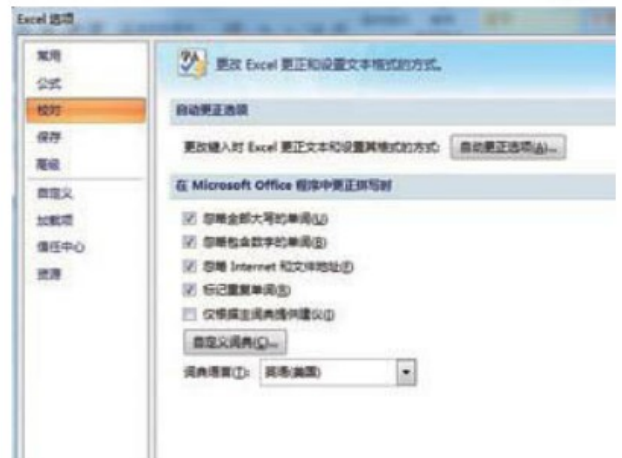 Excel 选项
常用
公式
校对
保存
高级
自定义
加载项
信任中心
资源
更改 Excel 更正和设置文本格式的方式。
自动更正选项
更改键入时 Excel 更正文本和设置其格式的方式: 自动更正选项(A)...
在 Microsoft Office 程序中更正拼写时
忽略全部大写的单词(U)
忽略包含数字的单词(B)
忽略 Internet 和文件地址(F)
标记重复单词(R)
仅根据主词典提供建议(I)
自定义词典(C)...
词典语言(T): 英语(美国)